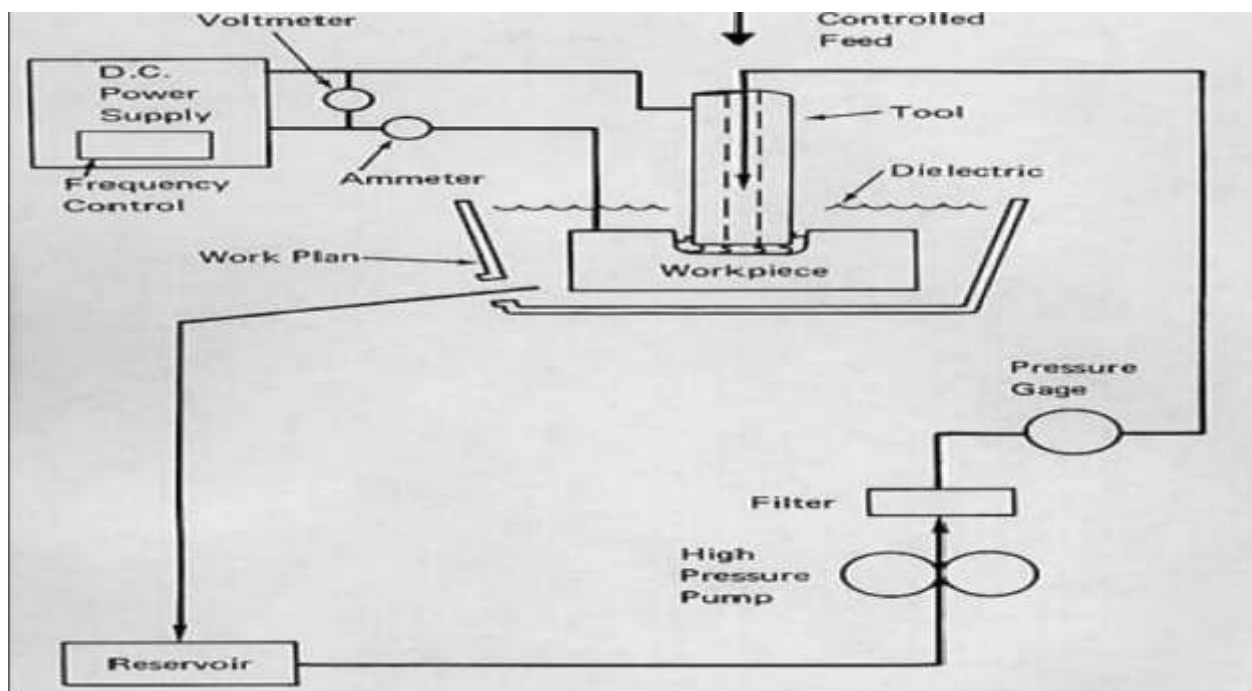 Voltmeter
Controlled
Feed
D.C.
Power
Supply
Tool
Frequency
Control
Ammeter
Dielectric
Work Plan
Workpiece
Pressure
Gage
Filter
High
Pressure
Pump
Reservoir